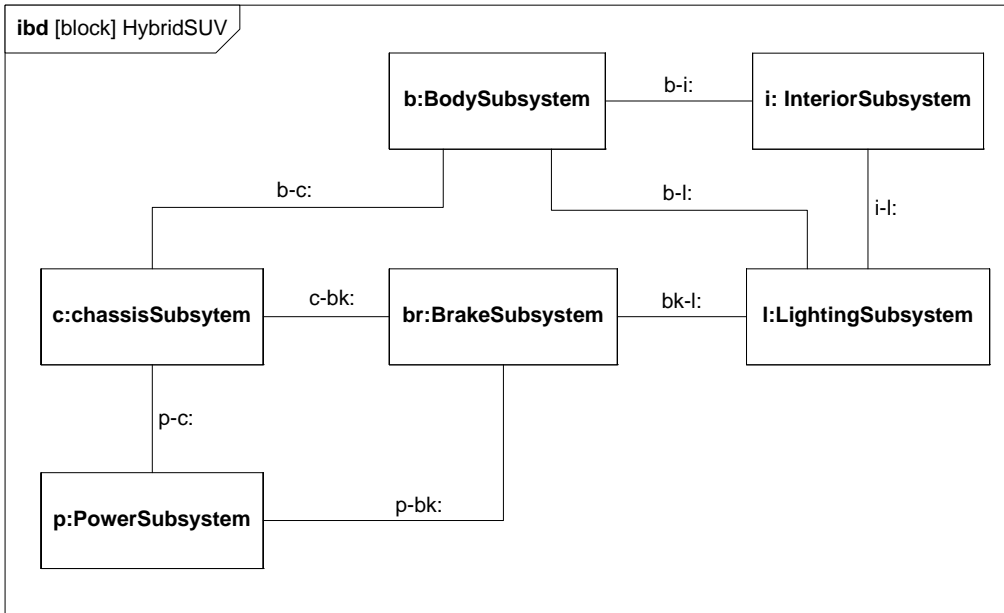 ibd [block] HybridSUV
b:BodySubsystem
b-i:
i: InteriorSubsystem
b-c:
b-l:
i-l:
c:chassisSubsytem
c-bk:
br:BrakeSubsystem
bk-l:
l:LightingSubsystem
p-c:
p:PowerSubsystem
p-bk: